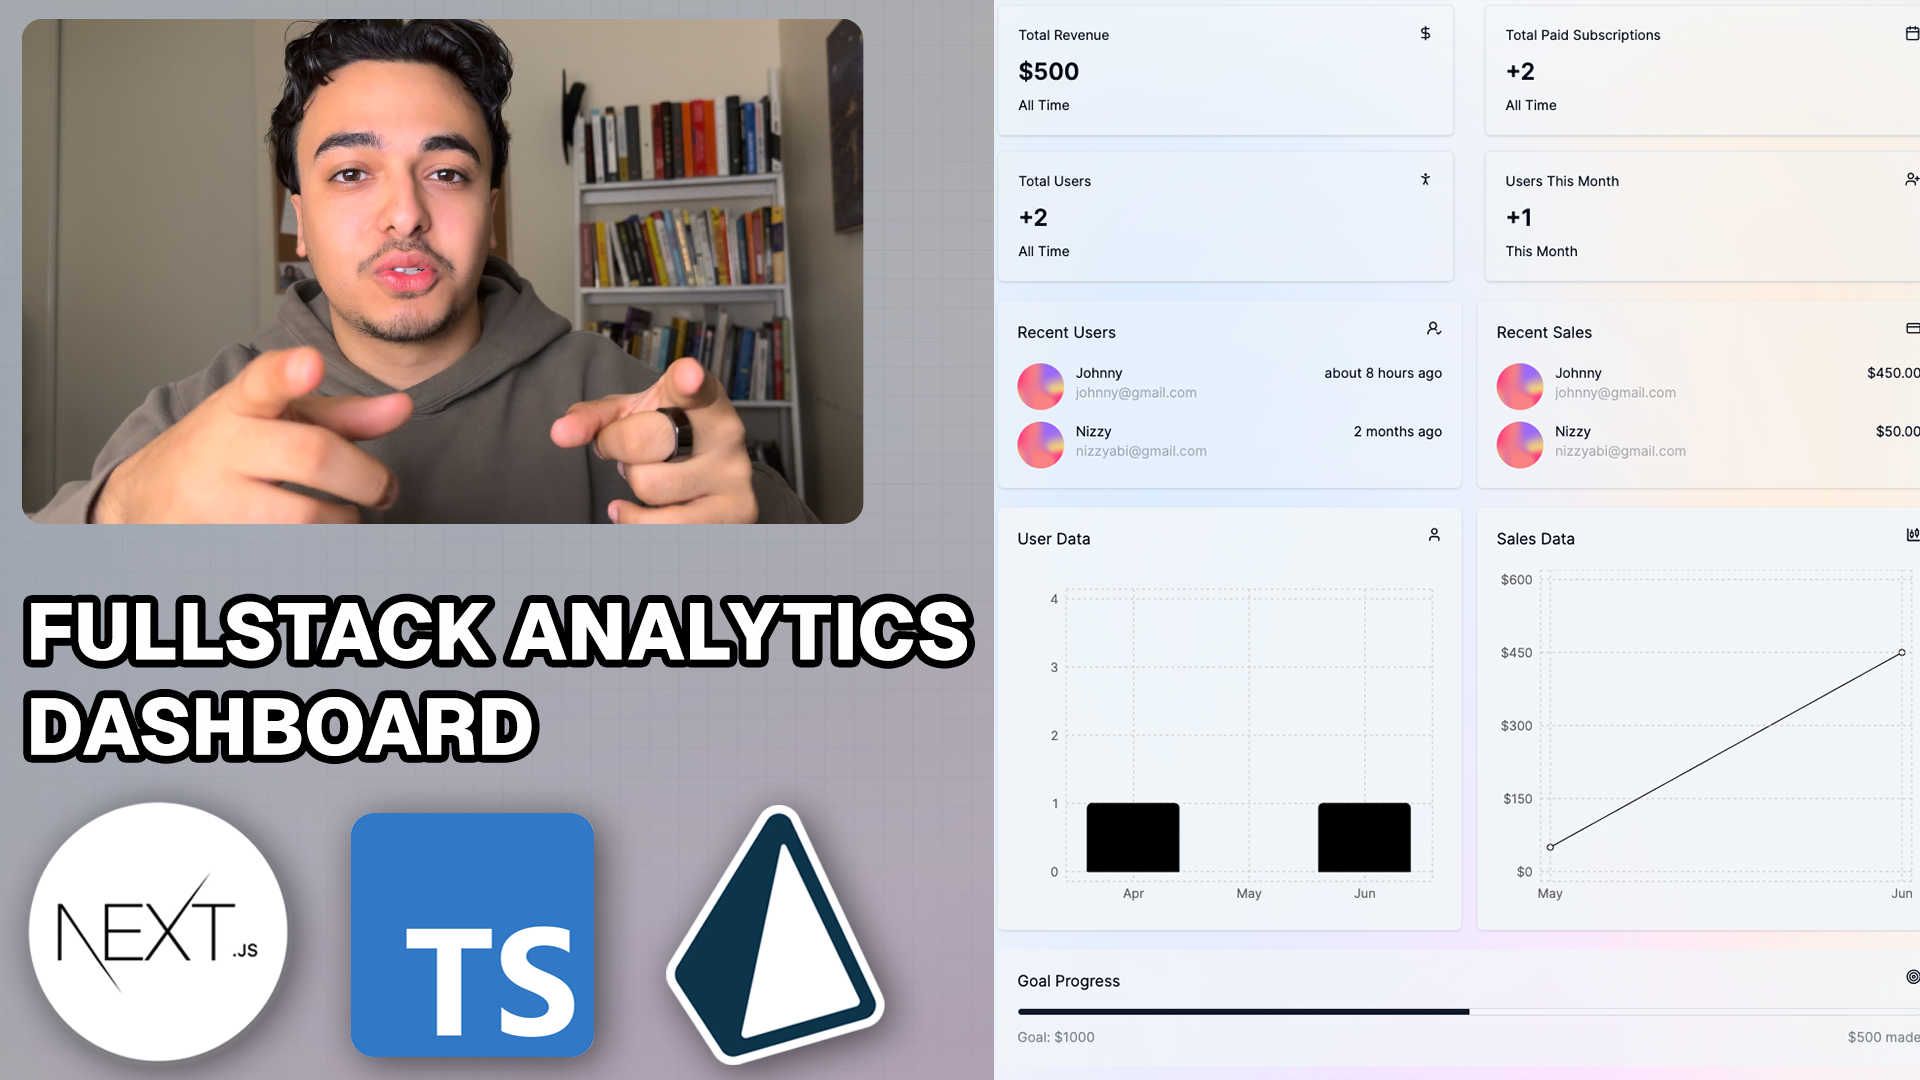 FULLSTACK ANALYTICS
DASHBOARD
NEXT.JS
TS
Total Revenue
$500
All Time
Total Paid Subscriptions
+2
All Time
Total Users
+2
All Time
Users This Month
+1
This Month
Recent Users
Johnny
about 8 hours ago
johnny@gmail.com
Nizzy
2 months ago
nizzyabi@gmail.com
Recent Sales
Johnny
$450.00
johnny@gmail.com
Nizzy
$50.00
nizzyabi@gmail.com
User Data
4
3
2
1
0
Apr May Jun
Sales Data
$600
$450
$300
$150
$0
May Jun
Goal Progress
Goal: $1000
$500 made